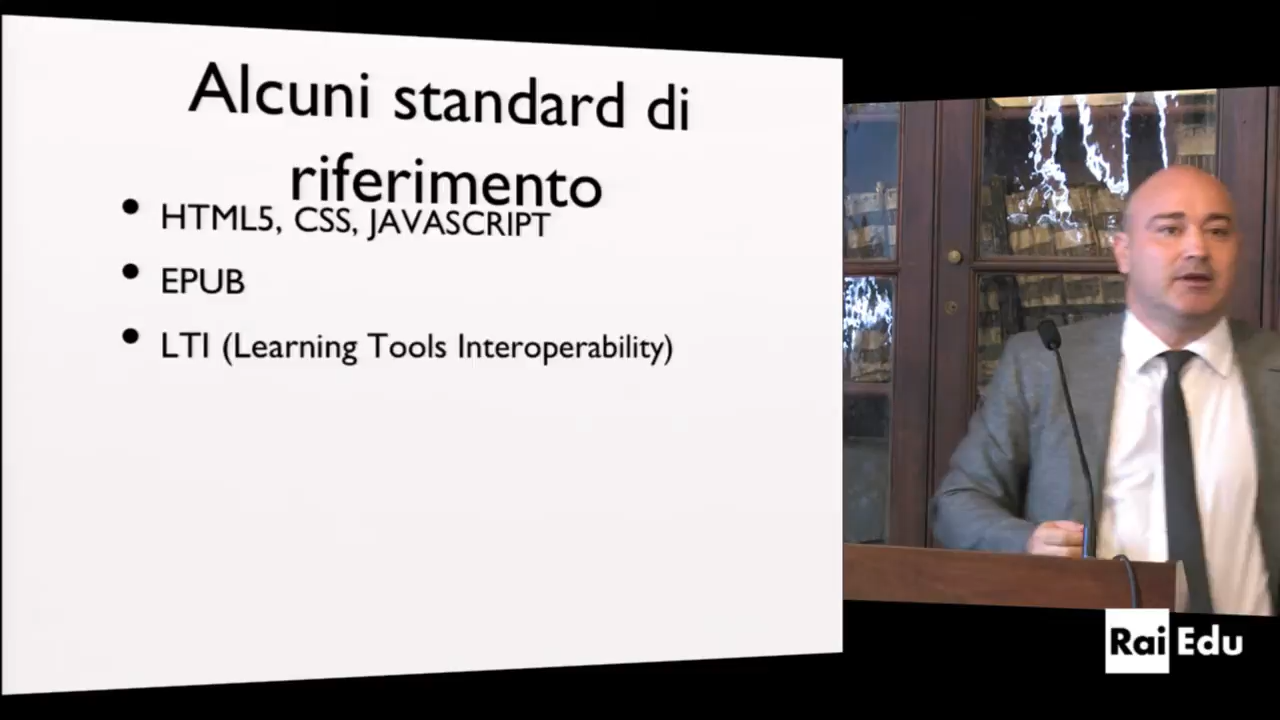 Alcuni standard di
riferimento
• HTML5, CSS, JAVASCRIPT
• EPUB
• LTI (Learning Tools Interoperability)
Rai Edu